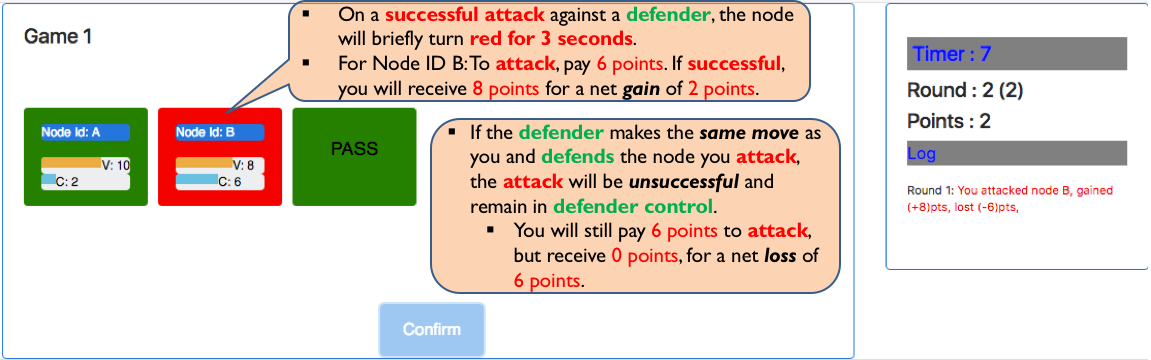 Game 1
▪ On a successful attack against a defender, the node
will briefly turn red for 3 seconds.
▪ For Node ID B: To attack, pay 6 points. If successful,
you will receive 8 points for a net gain of 2 points.
Node Id: A
V: 10
C: 2
Node Id: B
V: 8
C: 6
PASS
▪ If the defender makes the same move as
you and defends the node you attack,
the attack will be unsuccessful and
remain in defender control.
▪ You will still pay 6 points to attack,
but receive 0 points, for a net loss of
6 points.
Confirm
Timer : 7
Round : 2 (2)
Points : 2
Log
Round 1: You attacked node B, gained
(+8)pts, lost (-6)pts,